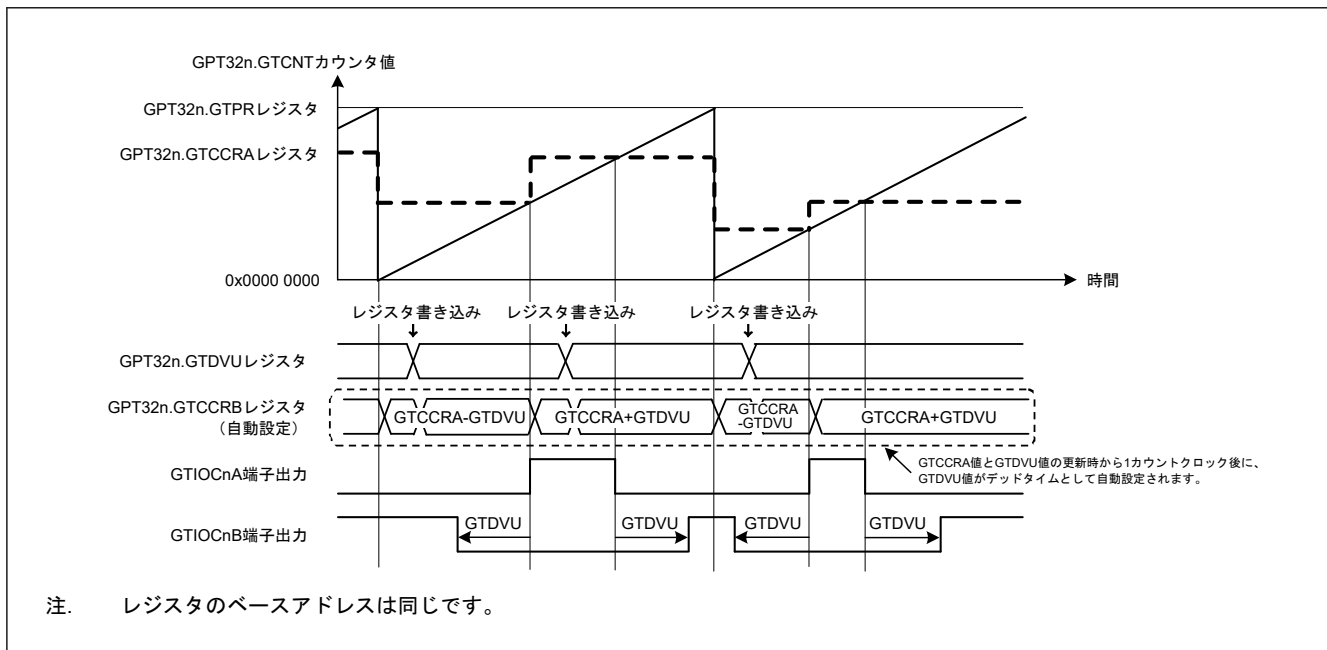 GPT32n.GTCNTカウンタ値
GPT32n.GTPRレジスタ
GPT32n.GTCCRAレジスタ
0x0000 0000
時間
レジスタ書き込み
レジスタ書き込み
レジスタ書き込み
GPT32n.GTDVUレジスタ
GPT32n.GTCCRBレジスタ
(自動設定)
GTCCRA-GTDVU
GTCCRA+GTDVU
GTCCRA
-GTDVU
GTCCRA+GTDVU
GTCCRA値とGTDVU値の更新時から1カウントクロック後に、
GTDVU値がデッドタイムとして自動設定されます。
GTIOCnA端子出力
GTIOCnB端子出力
GTDVU
GTDVU
GTDVU
GTDVU
注. レジスタのベースアドレスは同じです。